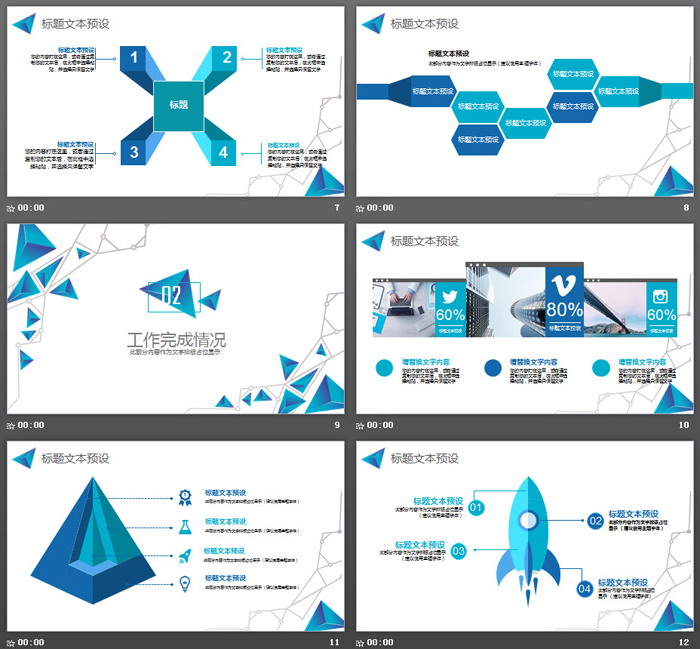 标题文本预设
标题文本预设
您的内容打在这里，或者通过
复制您的文本后，在此框中选
择粘贴，并选择只保留文字
1
2
标题文本预设
您的内容打在这里，或者通过
复制您的文本后，在此框中选
择粘贴，并选择只保留文字
标题
标题文本预设
您的内容打在这里，或者通过
复制您的文本后，在此框中选
择粘贴，并选择只保留文字
3
4
标题文本预设
您的内容打在这里，或者通过
复制您的文本后，在此框中选
择粘贴，并选择只保留文字
00:00
7
标题文本预设
标题文本预设
此部分内容作为文字排版占位显示（建议使用主题字体）
标题文本预设
标题文本预设
标题文本预设
标题文本预设
标题文本预设
标题文本预设
标题文本预设
00:00
8
02
工作完成情况
此部分内容作为文字排版占位显示
00:00
9
标题文本预设
60%
标题文本预设
80%
标题文本预设
60%
标题文本预设
请替换文字内容
您的内容打在这里，或者通过
复制您的文本后，在此框中选
择粘贴，并选择只保留文字
请替换文字内容
您的内容打在这里，或者通过
复制您的文本后，在此框中选
择粘贴，并选择只保留文字
请替换文字内容
您的内容打在这里，或者通过
复制您的文本后，在此框中选
择粘贴，并选择只保留文字
00:00
10
标题文本预设
标题文本预设
此部分内容作为文字排版占位显示（建议使用主题字体）
标题文本预设
此部分内容作为文字排版占位显示（建议使用主题字体）
标题文本预设
此部分内容作为文字排版占位显示（建议使用主题字体）
标题文本预设
此部分内容作为文字排版占位显示（建议使用主题字体）
00:00
11
标题文本预设
标题文本预设
此部分内容作为文字排版占位显示
（建议使用主题字体）
01
02
标题文本预设
此部分内容作为文字排版占位
显示（建议使用主题字体）
标题文本预设
此部分内容作为文字排版占位显示
（建议使用主题字体）
03
04
标题文本预设
此部分内容作为文字排版占位
显示（建议使用主题字体）
00:00
12